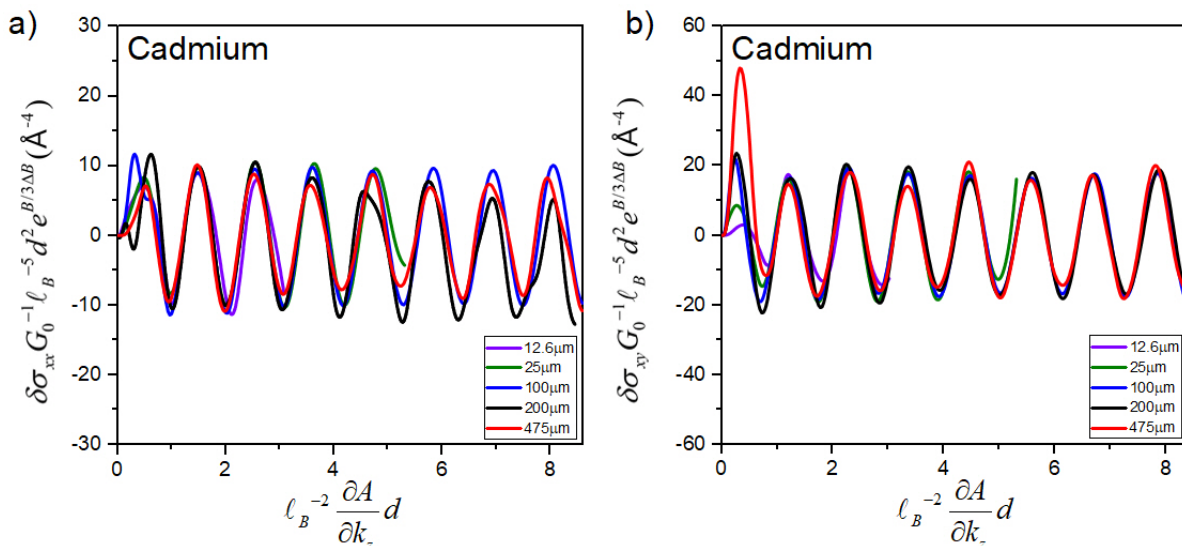 a)
Cadmium
δσxx G0⁻¹ ℓB⁻⁵ d² e^(B/3ΔB) (Å⁻⁴)
30
20
10
0
-10
-20
-30
0 2 4 6 8
12.6μm
25μm
100μm
200μm
475μm
ℓB⁻² ∂A/∂kz d
b)
Cadmium
δσxy G0⁻¹ ℓB⁻⁵ d² e^(B/3ΔB) (Å⁻⁴)
60
40
20
0
-20
-40
-60
0 2 4 6 8
12.6μm
25μm
100μm
200μm
475μm
ℓB⁻² ∂A/∂kz d